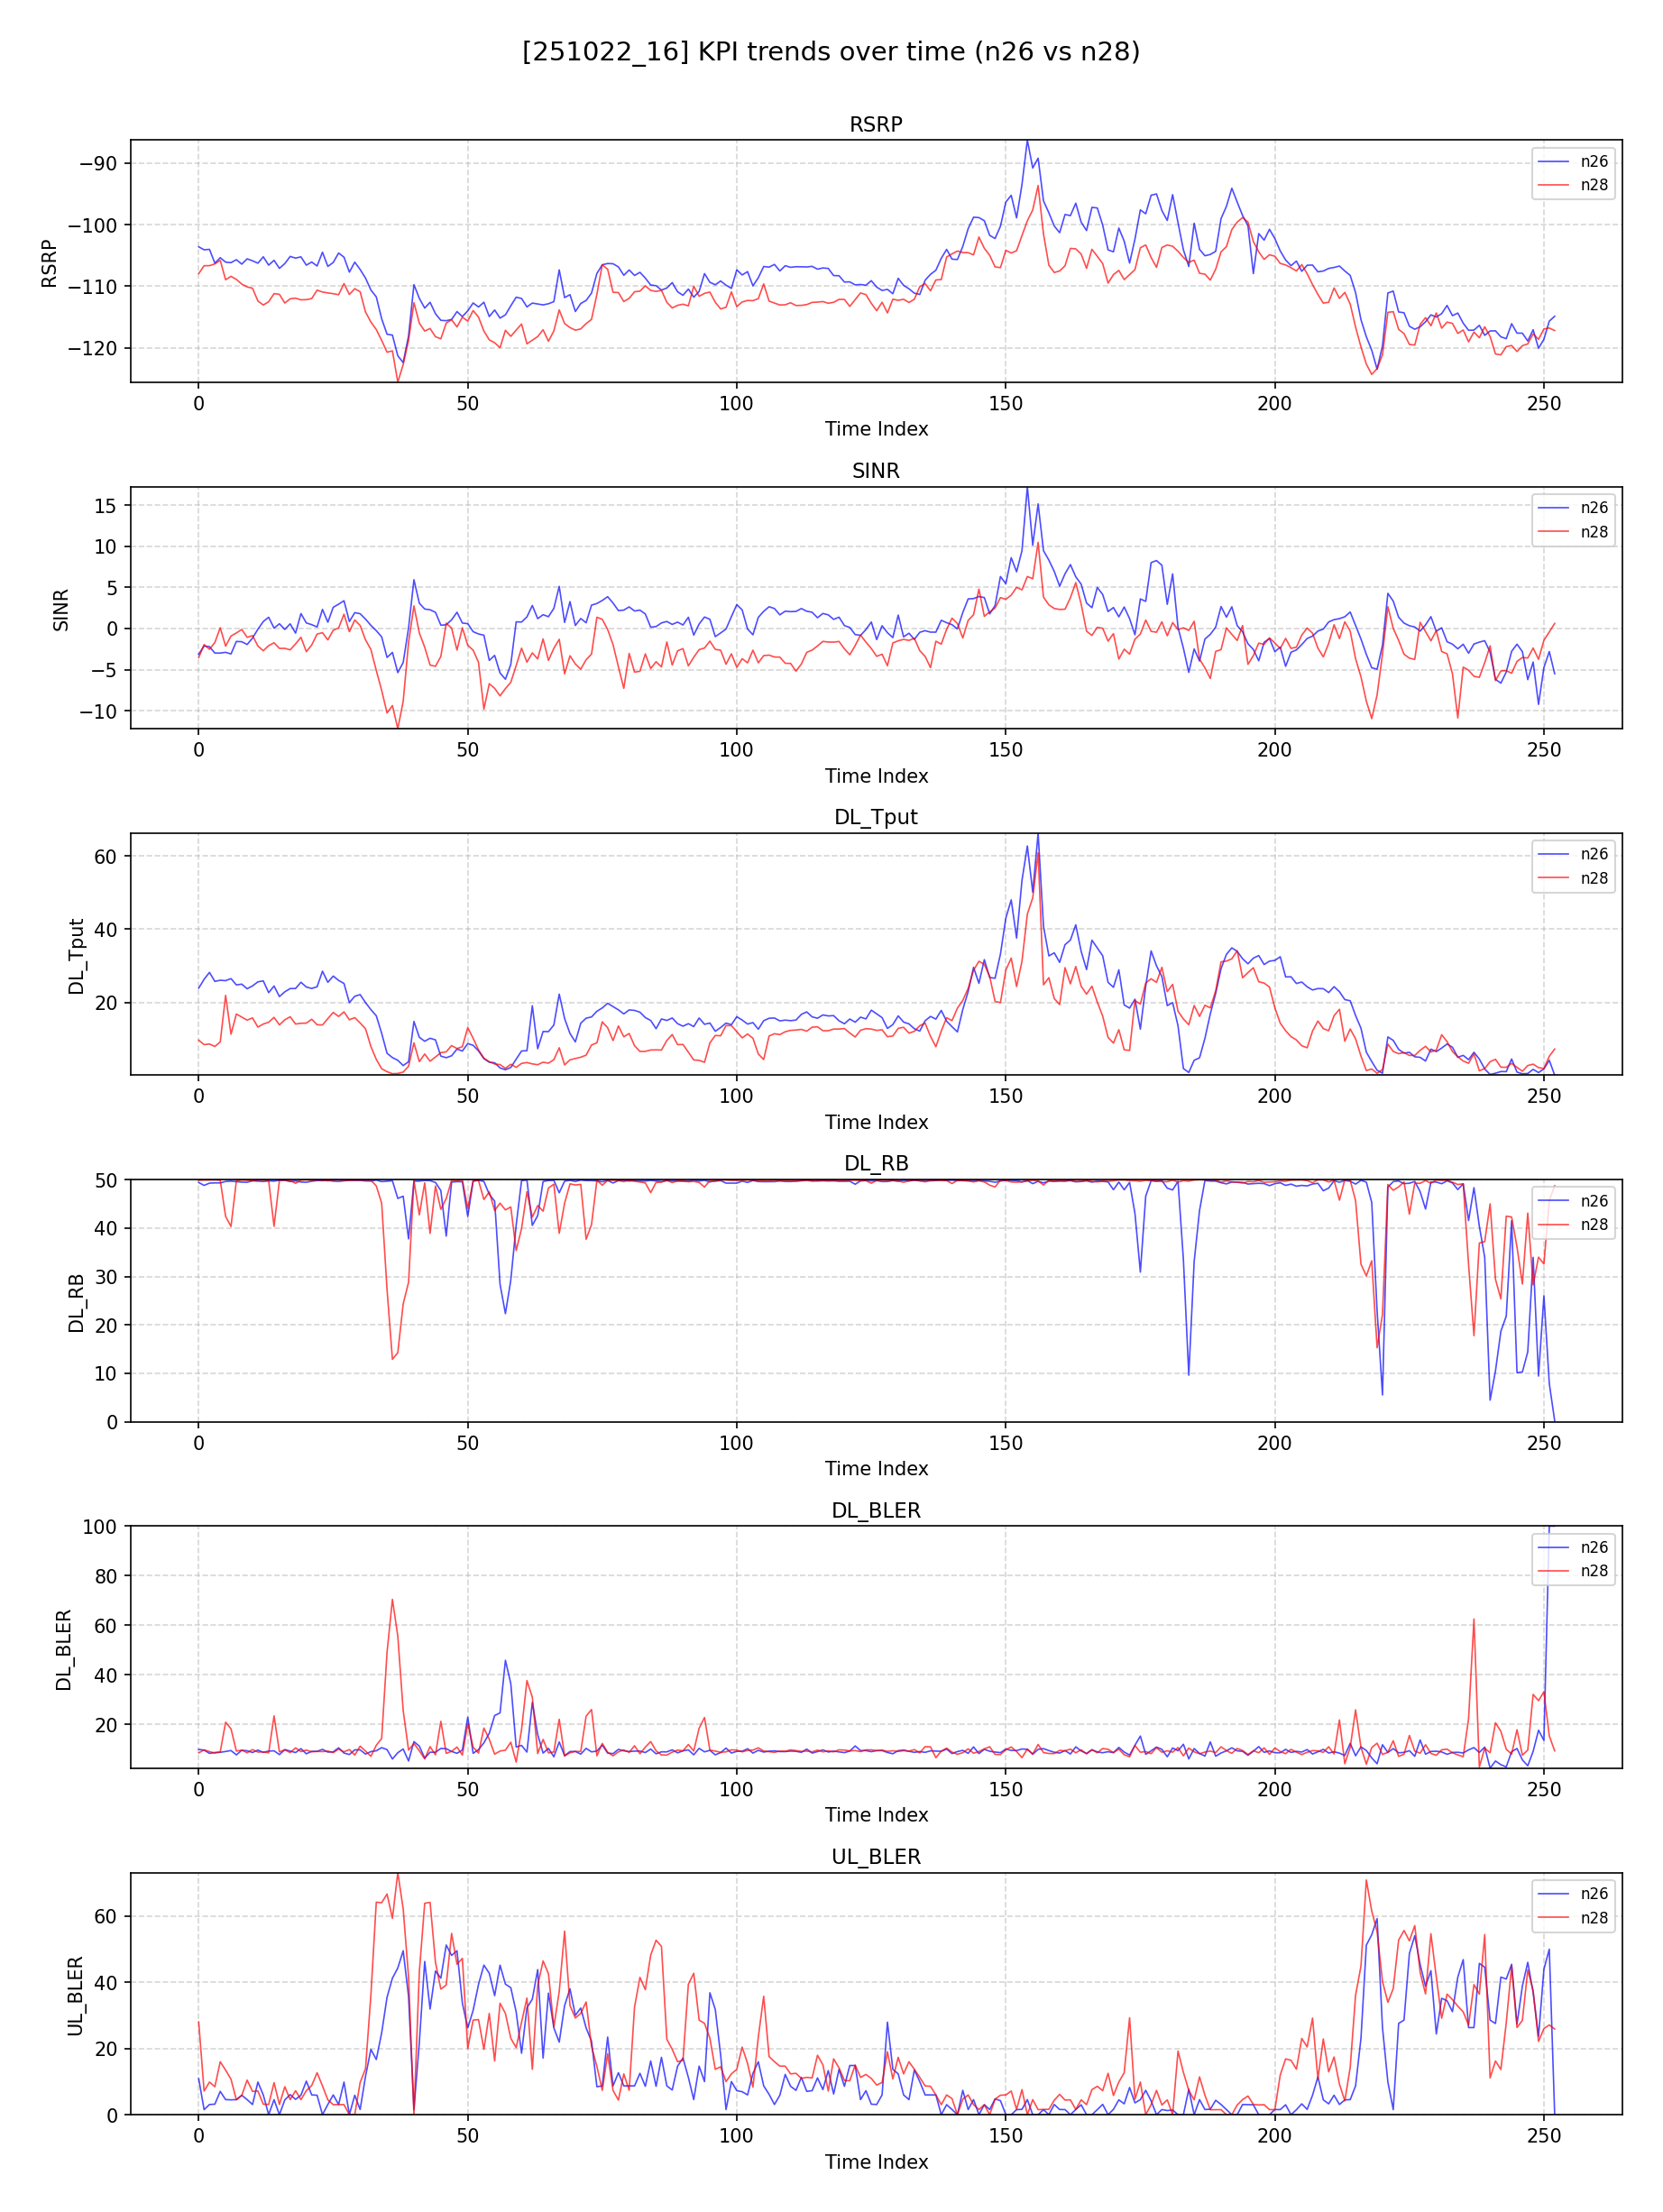 [251022_16] KPI trends over time (n26 vs n28)
RSRP
RSRP
−90
−100
−110
−120
n26
n28
0 50 100 150 200 250
Time Index
SINR
SINR
15
10
5
0
−5
−10
n26
n28
0 50 100 150 200 250
Time Index
DL_Tput
DL_Tput
60
40
20
n26
n28
0 50 100 150 200 250
Time Index
DL_RB
DL_RB
50
40
30
20
10
0
n26
n28
0 50 100 150 200 250
Time Index
DL_BLER
DL_BLER
100
80
60
40
20
n26
n28
0 50 100 150 200 250
Time Index
UL_BLER
UL_BLER
60
40
20
0
n26
n28
0 50 100 150 200 250
Time Index